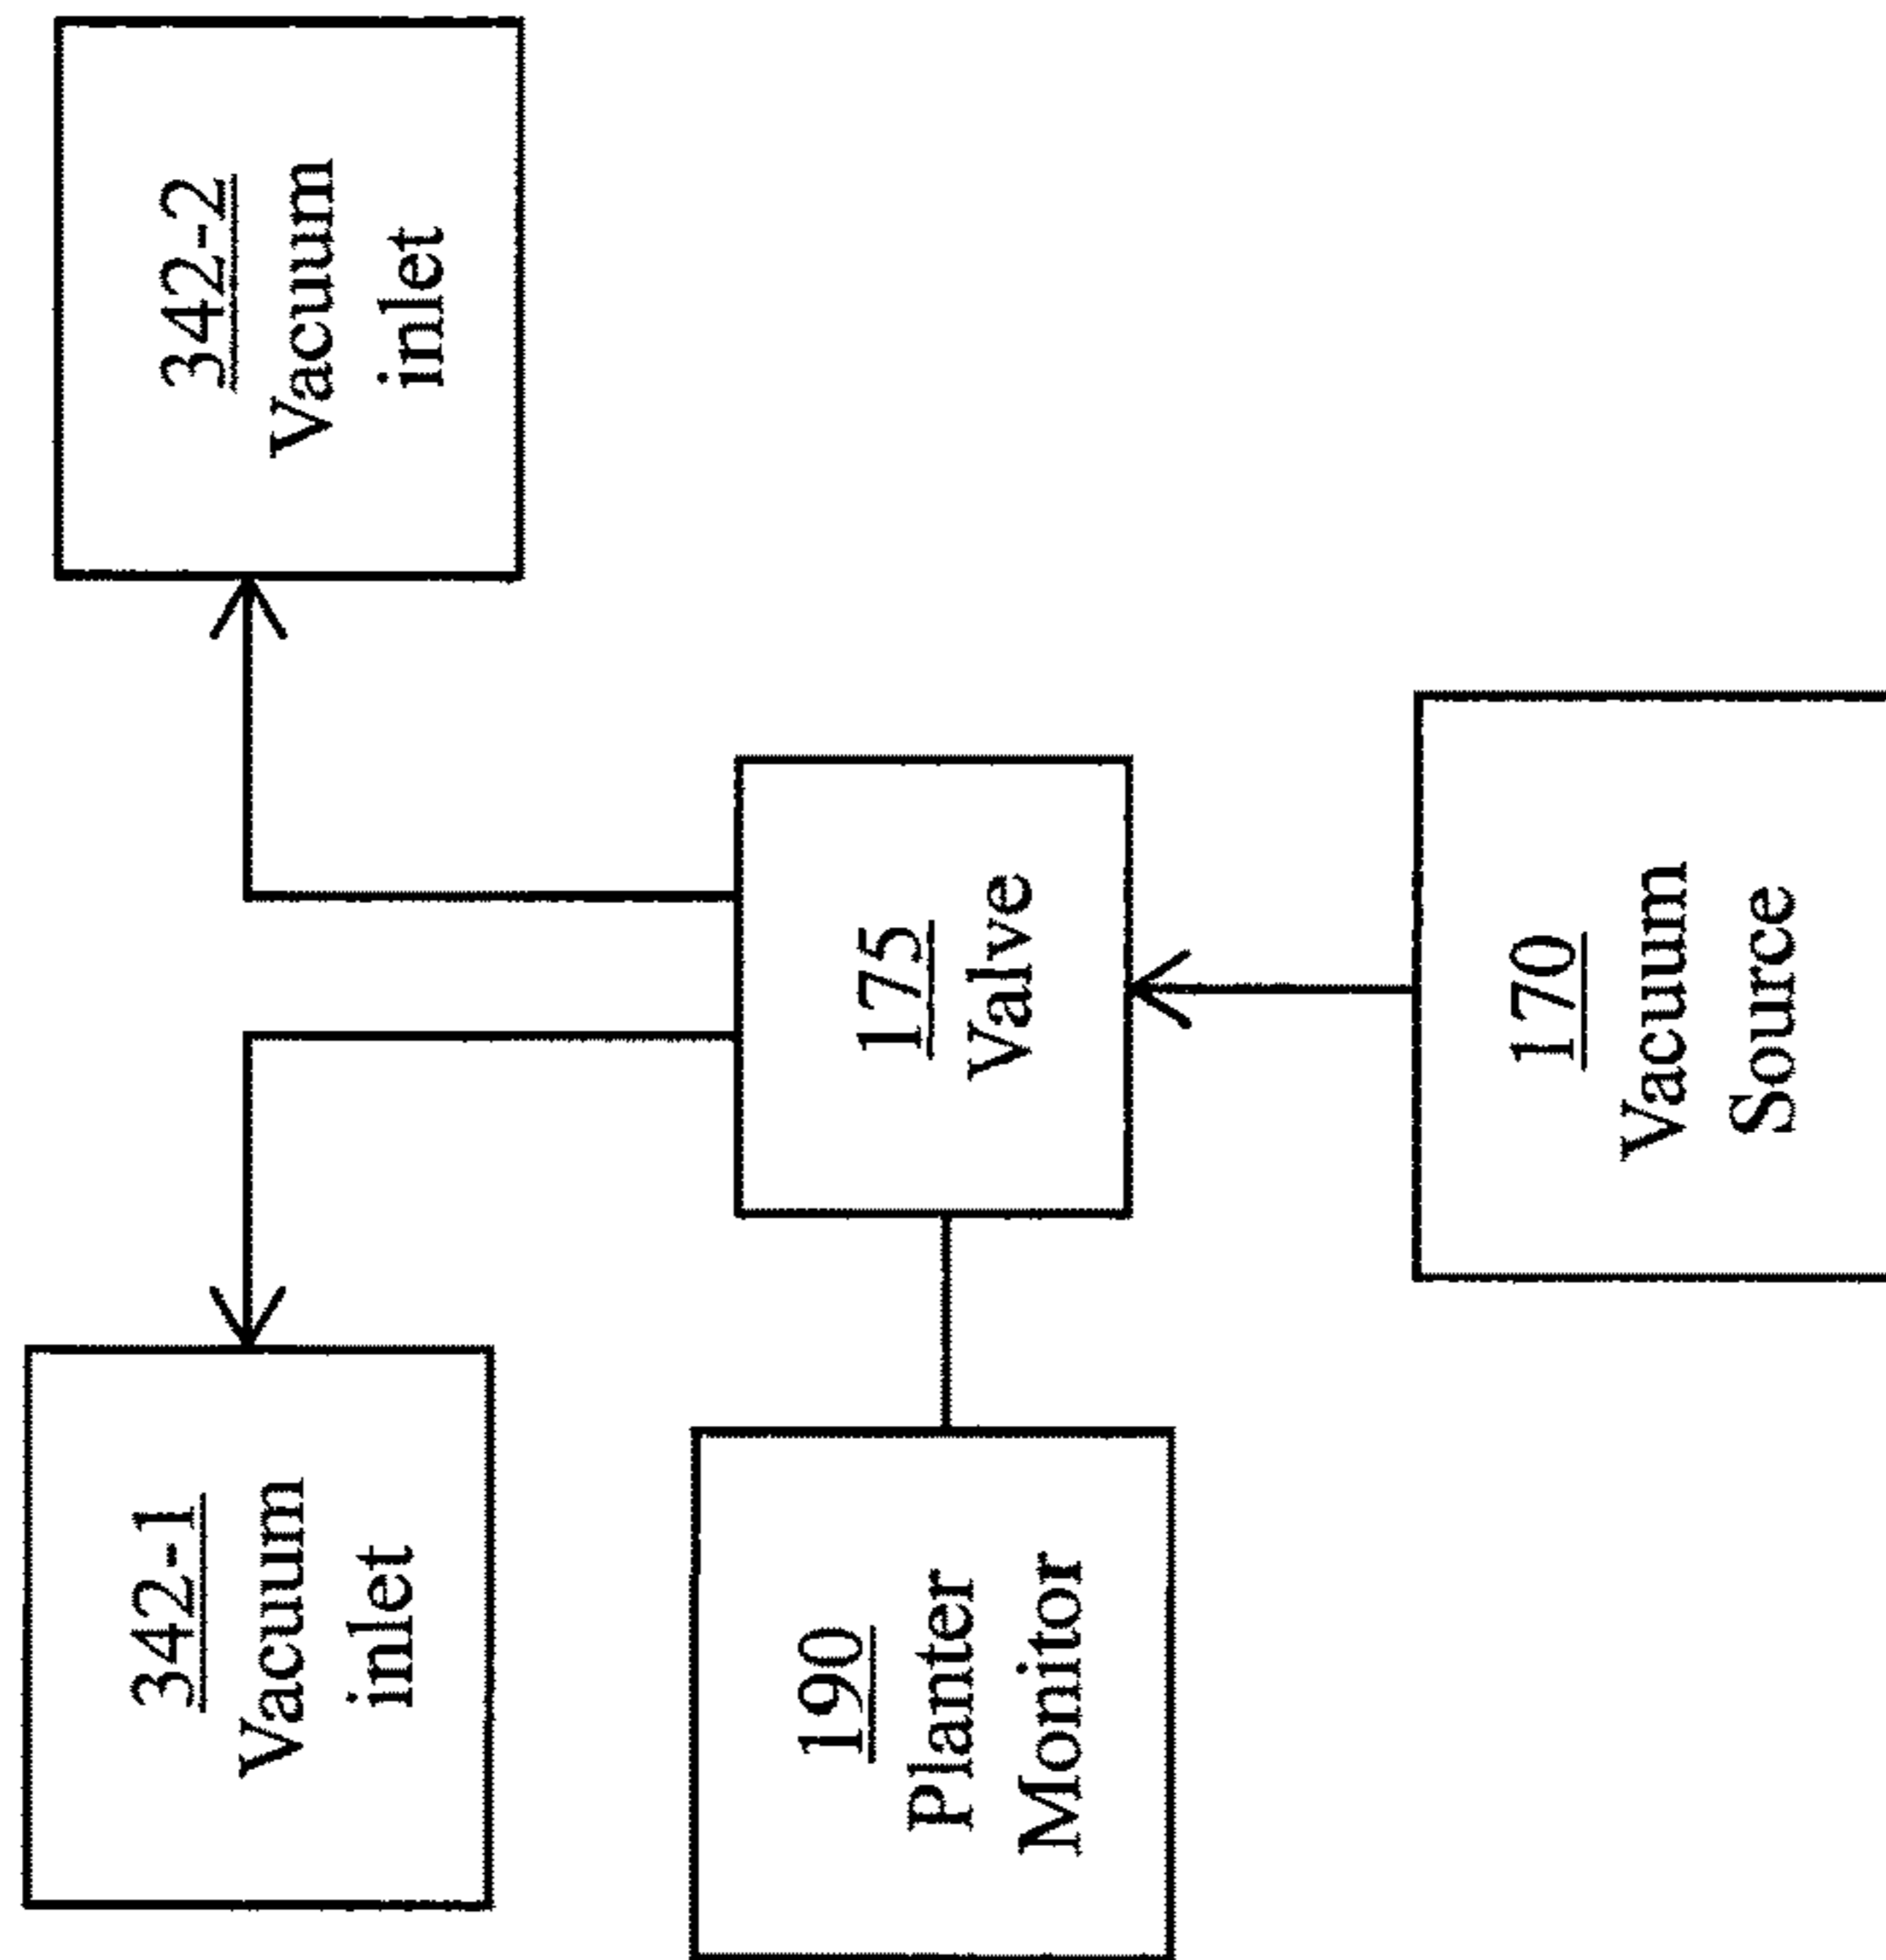 342-1
Vacuum
inlet
342-2
Vacuum
inlet
190
Planter
Monitor
175
Valve
170
Vacuum
Source